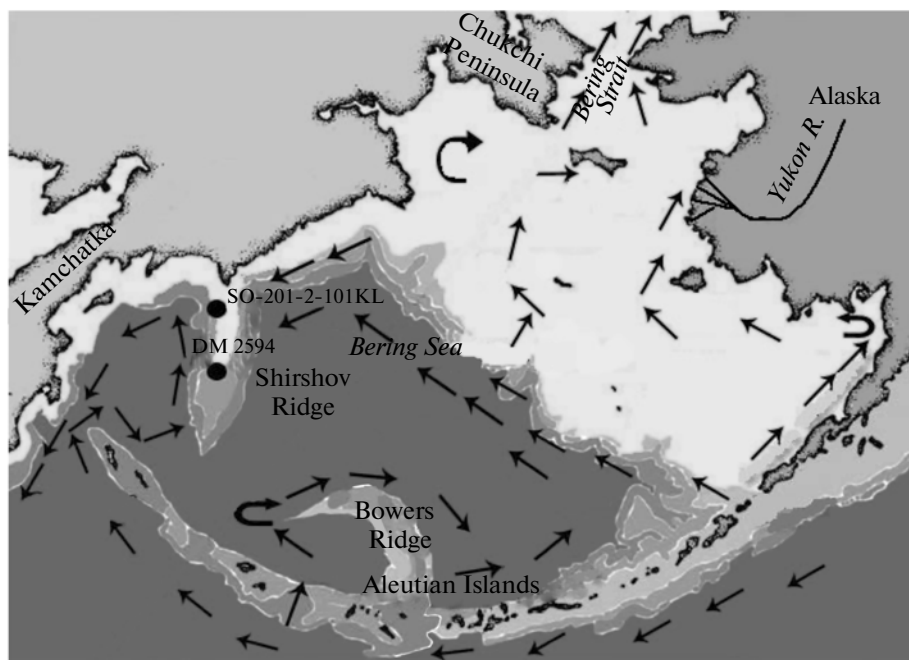 Chukchi
Peninsula
Bering
Strait
Alaska
Yukon R.
Kamchatka
SO-201-2-101KL
DM 2594
Bering Sea
Shirshov
Ridge
Bowers
Ridge
Aleutian Islands